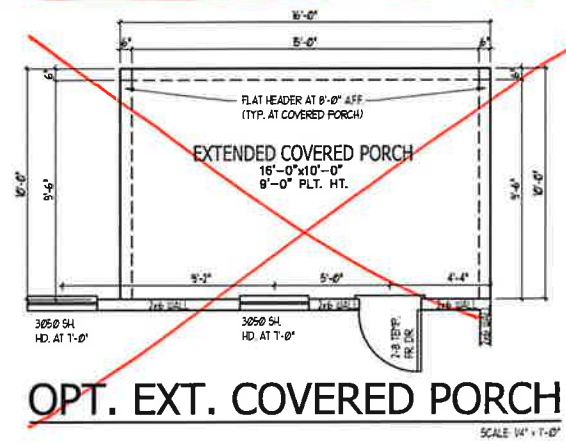 16'-0"
6" 15'-0" 6"
FLAT HEADER AT 8'-0" A.F.F.
(TYP. AT COVERED PORCH)
EXTENDED COVERED PORCH
16'-0"x10'-0"
9'-0" PLT. HT.
10'-0"
6"
9'-6"
6"
9'-6"
10'-0"
9'-2" 5'-0" 4'-4"
2x6 WALL
2x6 WALL
2x6 WALL
2x6 WALL
3050 SH.
HD. AT 7'-0"
3050 SH.
HD. AT 7'-0"
2-8 TEMP.
FR. DR.
OPT. EXT. COVERED PORCH
SCALE: 1/4" = 1'-0"